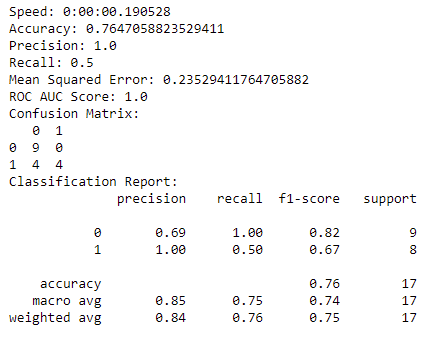 Speed: 0:00:00.190528
Accuracy: 0.7647058823529411
Precision: 1.0
Recall: 0.5
Mean Squared Error: 0.23529411764705882
ROC AUC Score: 1.0
Confusion Matrix:
   0  1
0  9  0
1  4  4
Classification Report:
              precision    recall  f1-score   support
           0       0.69      1.00      0.82         9
           1       1.00      0.50      0.67         8
    accuracy                           0.76        17
   macro avg       0.85      0.75      0.74        17
weighted avg       0.84      0.76      0.75        17